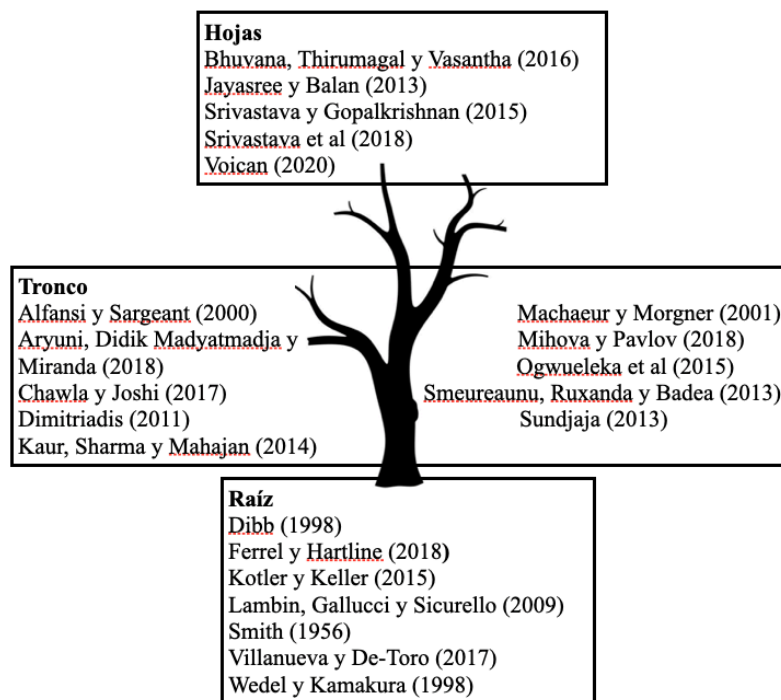 Hojas
Bhuvana, Thirumagal y Vasantha (2016)
Jayasree y Balan (2013)
Srivastava y Gopalkrishnan (2015)
Srivastava et al (2018)
Voican (2020)
Tronco
Alfansi y Sargeant (2000)
Aryuni, Didik Madyatmadja y
Miranda (2018)
Chawla y Joshi (2017)
Dimitriadis (2011)
Kaur, Sharma y Mahajan (2014)
Machaeur y Morgner (2001)
Mihova y Pavlov (2018)
Ogwueleka et al (2015)
Smeureaunu, Ruxanda y Badea (2013)
Sundjaja (2013)
Raíz
Dibb (1998)
Ferrel y Hartline (2018)
Kotler y Keller (2015)
Lambin, Gallucci y Sicurello (2009)
Smith (1956)
Villanueva y De-Toro (2017)
Wedel y Kamakura (1998)